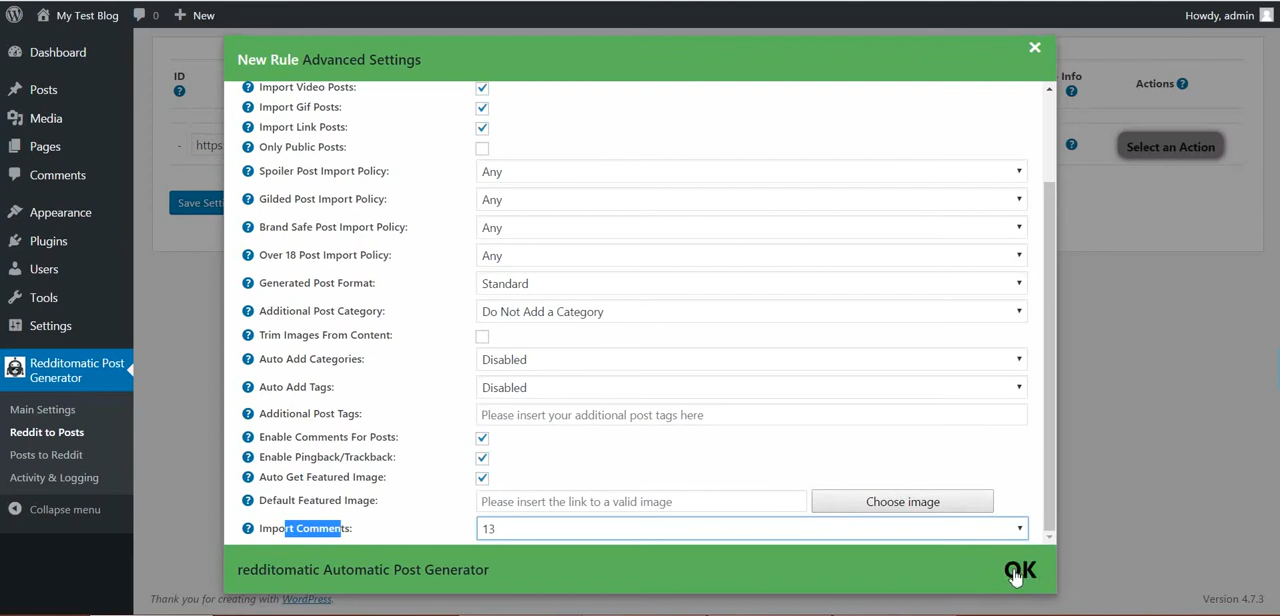 My Test Blog 0 New Howdy, admin
Dashboard
Posts
Media
Pages
Comments
Appearance
Plugins
Users
Tools
Settings
Redditomatic Post
Generator
Main Settings
Reddit to Posts
Posts to Reddit
Activity & Logging
Collapse menu
ID
Info
Actions
- https
Select an Action
Save Setti
New Rule Advanced Settings
Import Video Posts:
Import Gif Posts:
Import Link Posts:
Only Public Posts:
Spoiler Post Import Policy: Any
Gilded Post Import Policy: Any
Brand Safe Post Import Policy: Any
Over 18 Post Import Policy: Any
Generated Post Format: Standard
Additional Post Category: Do Not Add a Category
Trim Images From Content:
Auto Add Categories: Disabled
Auto Add Tags: Disabled
Additional Post Tags: Please insert your additional post tags here
Enable Comments For Posts:
Enable Pingback/Trackback:
Auto Get Featured Image:
Default Featured Image: Please insert the link to a valid image Choose image
Import Comments: 13
redditomatic Automatic Post Generator OK
Thank you for creating with WordPress. Version 4.7.3